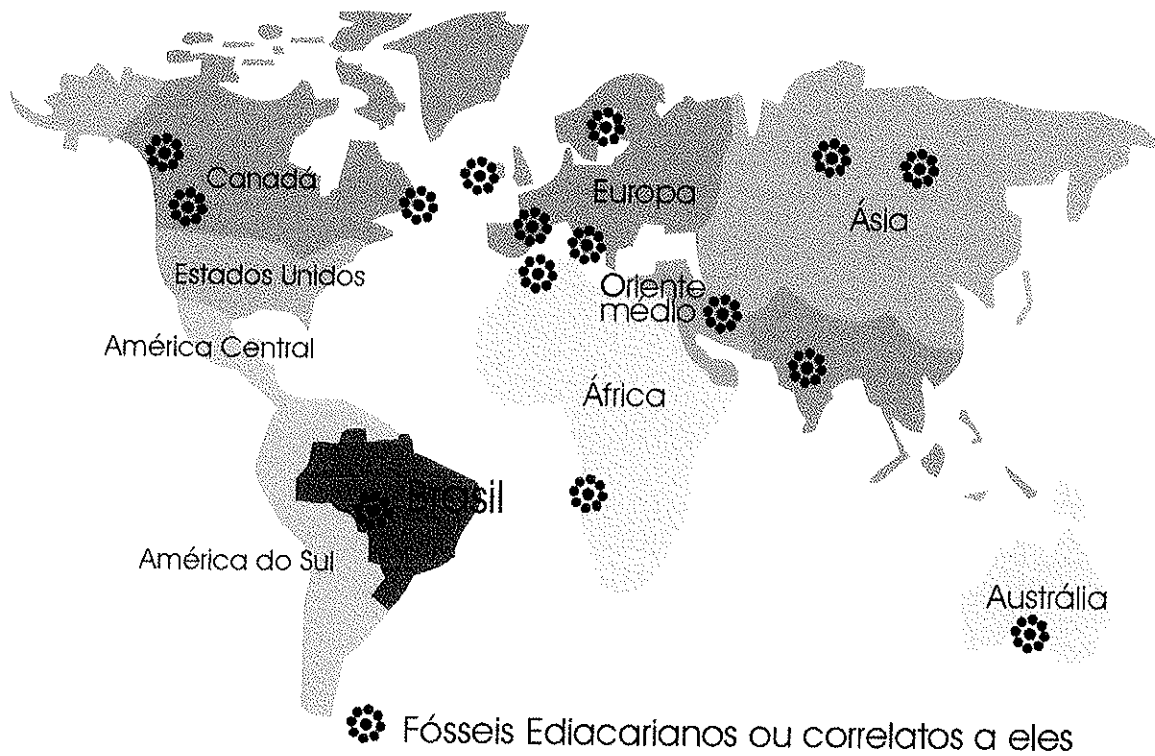 Canadá
Europa
Ásia
Estados Unidos
Oriente
médio
América Central
África
Brasil
América do Sul
Austrália
Fósseis Ediacarianos ou correlatos a eles